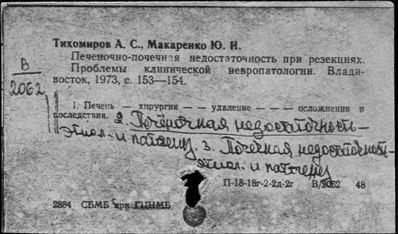 Тихомиров А. С., Макаренко Ю. И.
Печеночно-почечная недостаточность при резекциях.
Проблемы клинической невропатологии. Влади-
восток, 1973, с. 153—154.
В
2062
1. Печень — хирургия — — удаление — — осложнения и
последствия. 2. Печёночная недостаточность —
этиол. и патогенез. 3. Почечная недостаточность —
этиол. и патогенез
П-18-18г-2-2д-2г В/2062 48
2884 СБМБ при ГЦНМБ